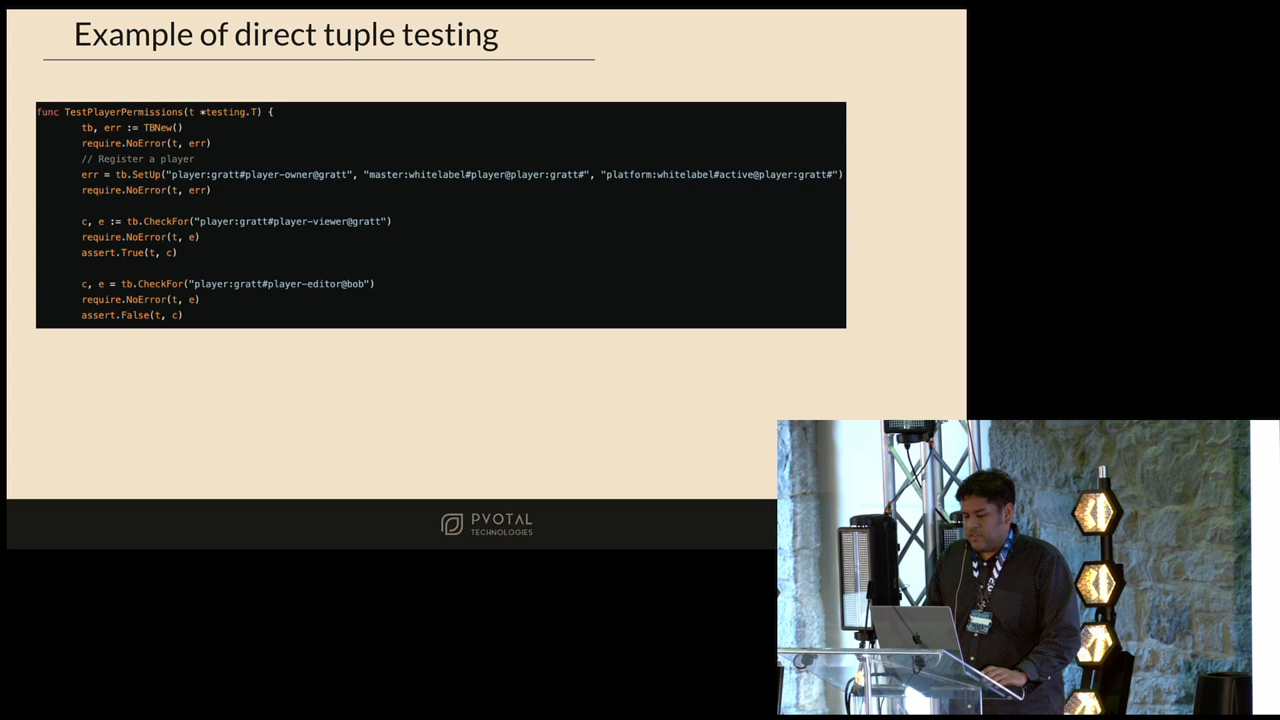 Example of direct tuple testing
func TestPlayerPermissions(t *testing.T) {
tb, err := TBNew()
require.NoError(t, err)
// Register a player
err = tb.SetUp("player:gratt#player-owner@gratt", "master:whitelabel#player@player:gratt#", "platform:whitelabel#active@player:gratt#")
require.NoError(t, err)
c, e := tb.CheckFor("player:gratt#player-viewer@gratt")
require.NoError(t, e)
assert.True(t, c)
c, e = tb.CheckFor("player:gratt#player-editor@bob")
require.NoError(t, e)
assert.False(t, c)
PVOTAL
TECHNOLOGIES